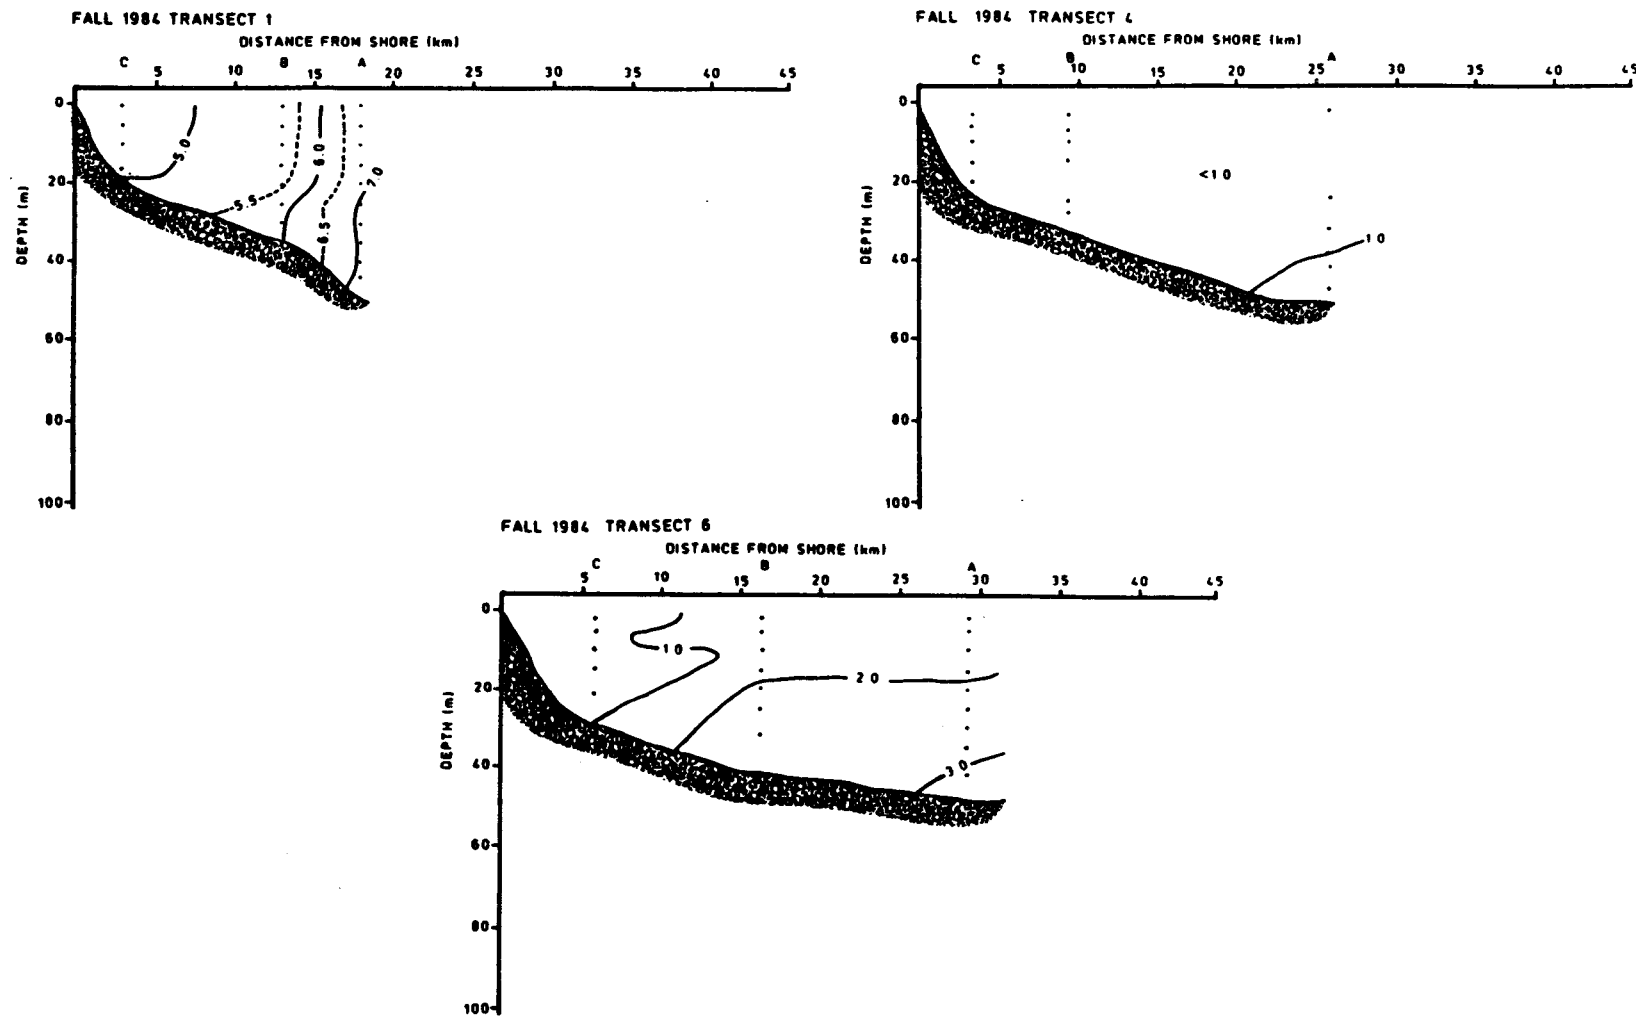 FALL 1984 TRANSECT 1
DISTANCE FROM SHORE (km)
C B A
5 10 15 20 25 30 35 40 45
DEPTH (m)
0
20
40
60
80
100
5.0
5.5
6.0
6.5
7.0
FALL 1984 TRANSECT 4
DISTANCE FROM SHORE (km)
C B A
5 10 15 20 25 30 35 40 45
DEPTH (m)
0
20
40
60
80
100
<1.0
1.0
FALL 1984 TRANSECT 6
DISTANCE FROM SHORE (km)
C B A
5 10 15 20 25 30 35 40 45
DEPTH (m)
0
20
40
60
80
100
1.0
2.0
3.0